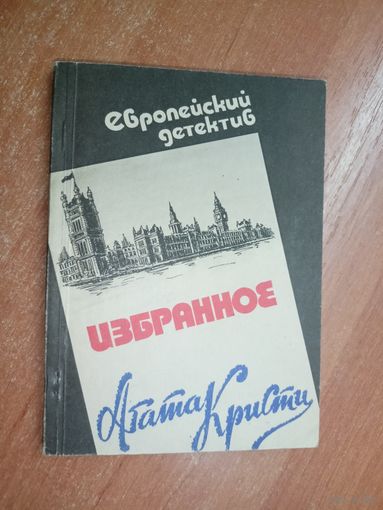 Европейский
детектив
ИЗБРАННОЕ
Агата Кристи